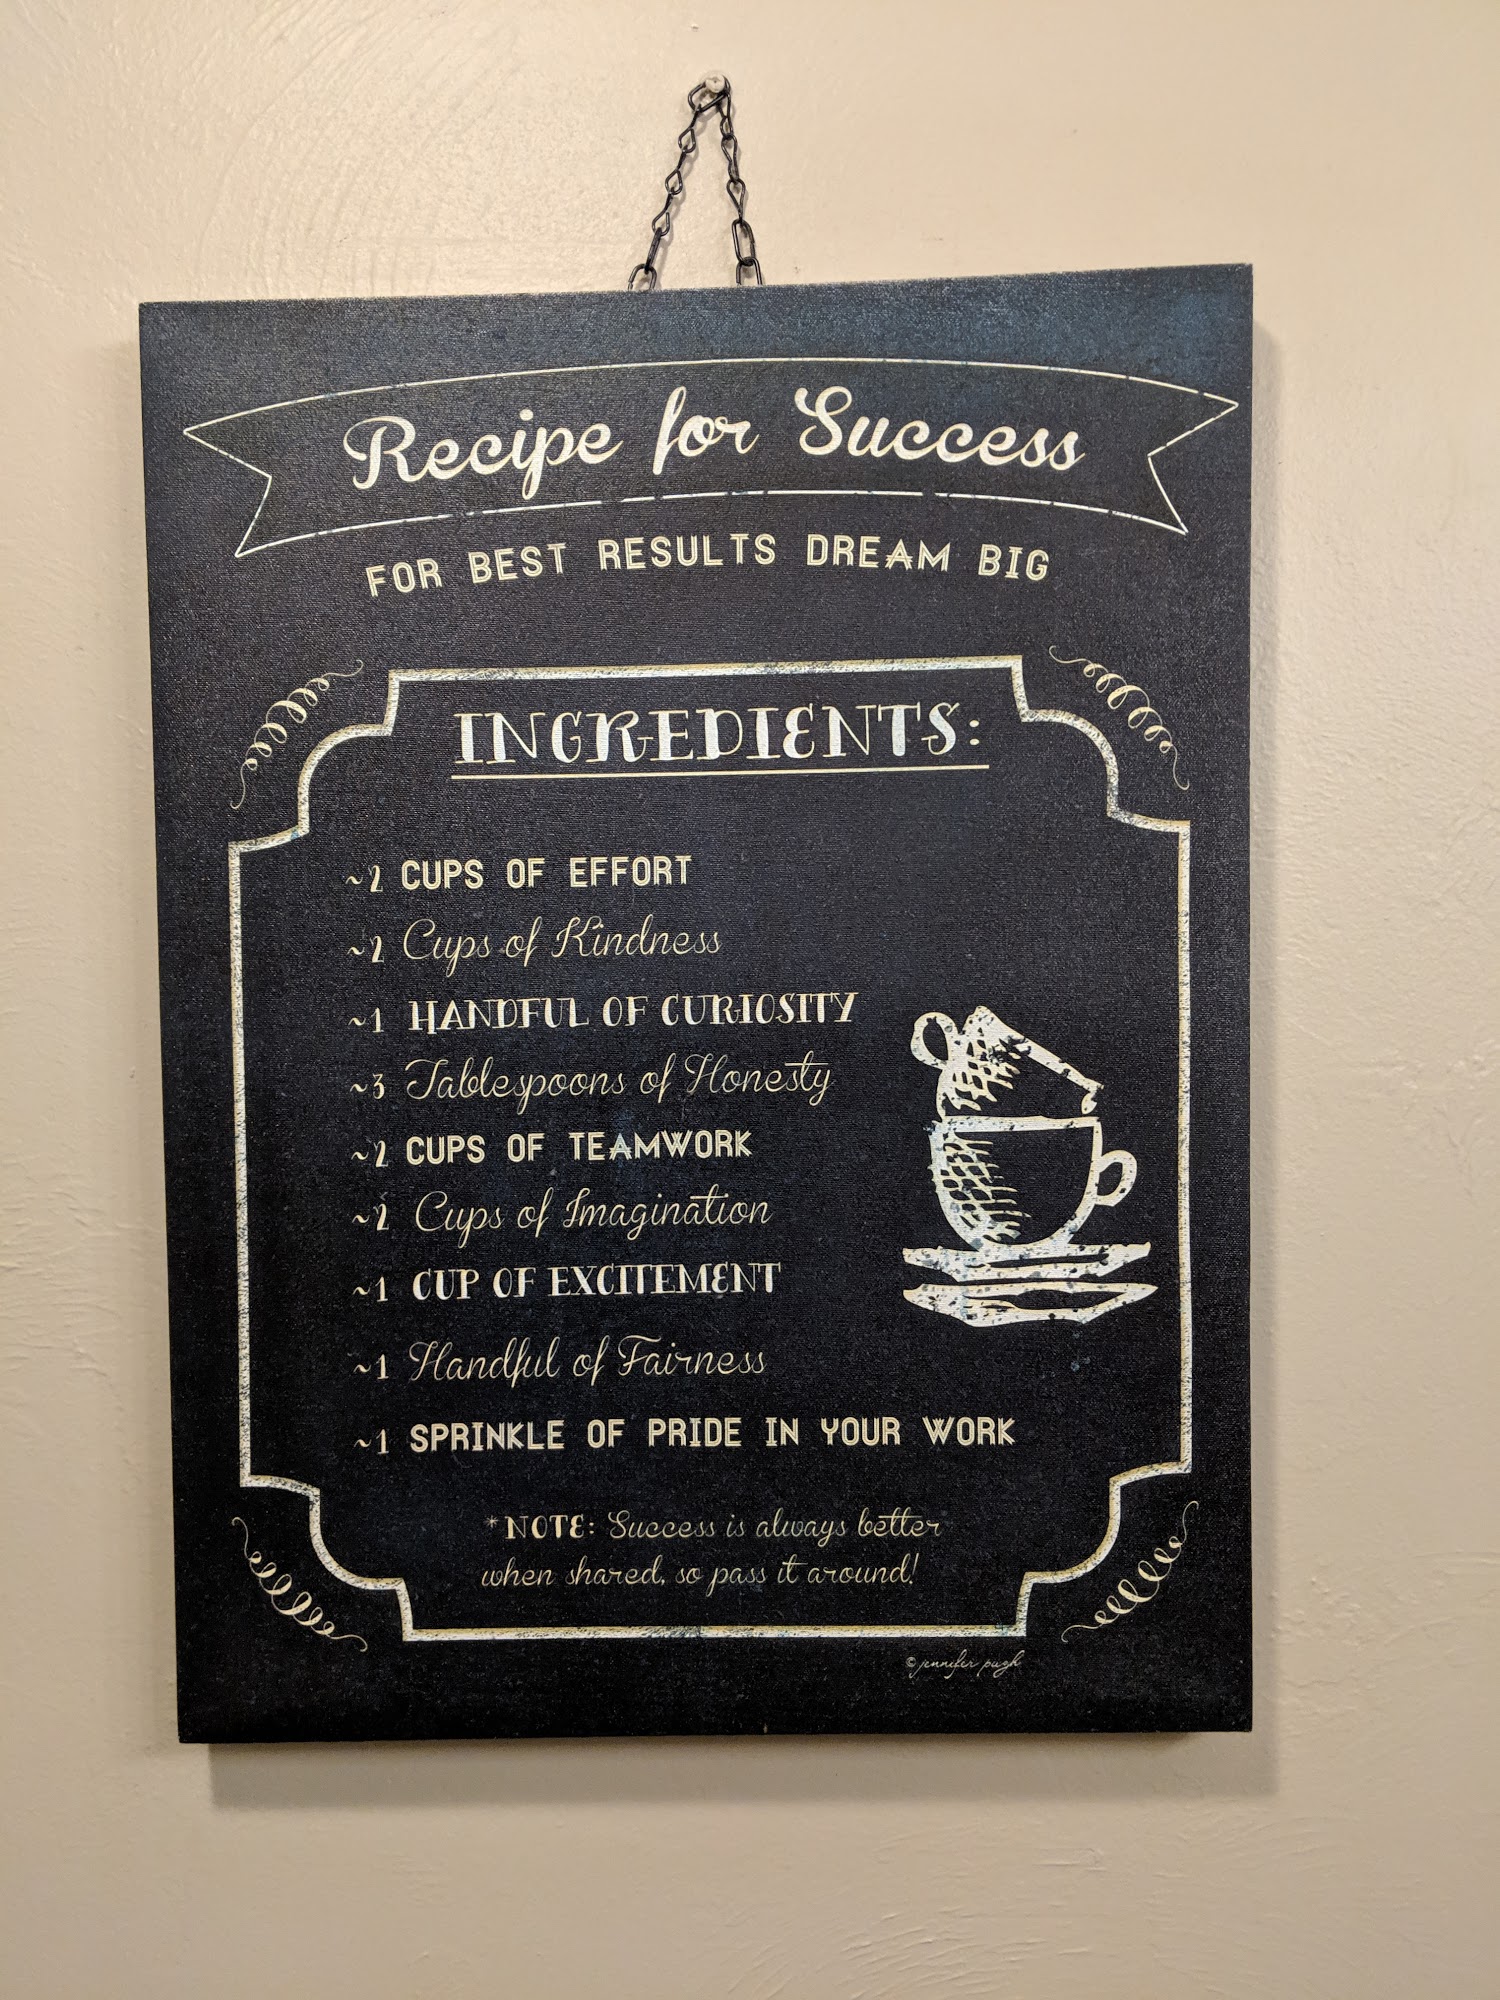 Recipe for Success
FOR BEST RESULTS DREAM BIG
INGREDIENTS:
~2 CUPS OF EFFORT
~2 Cups of Kindness
~1 HANDFUL OF CURIOSITY
~3 Tablespoons of Honesty
~2 CUPS OF TEAMWORK
~2 Cups of Imagination
~1 CUP OF EXCITEMENT
~1 Handful of Fairness
~1 SPRINKLE OF PRIDE IN YOUR WORK
*NOTE: Success is always better
when shared, so pass it around!
© jennifer pugh